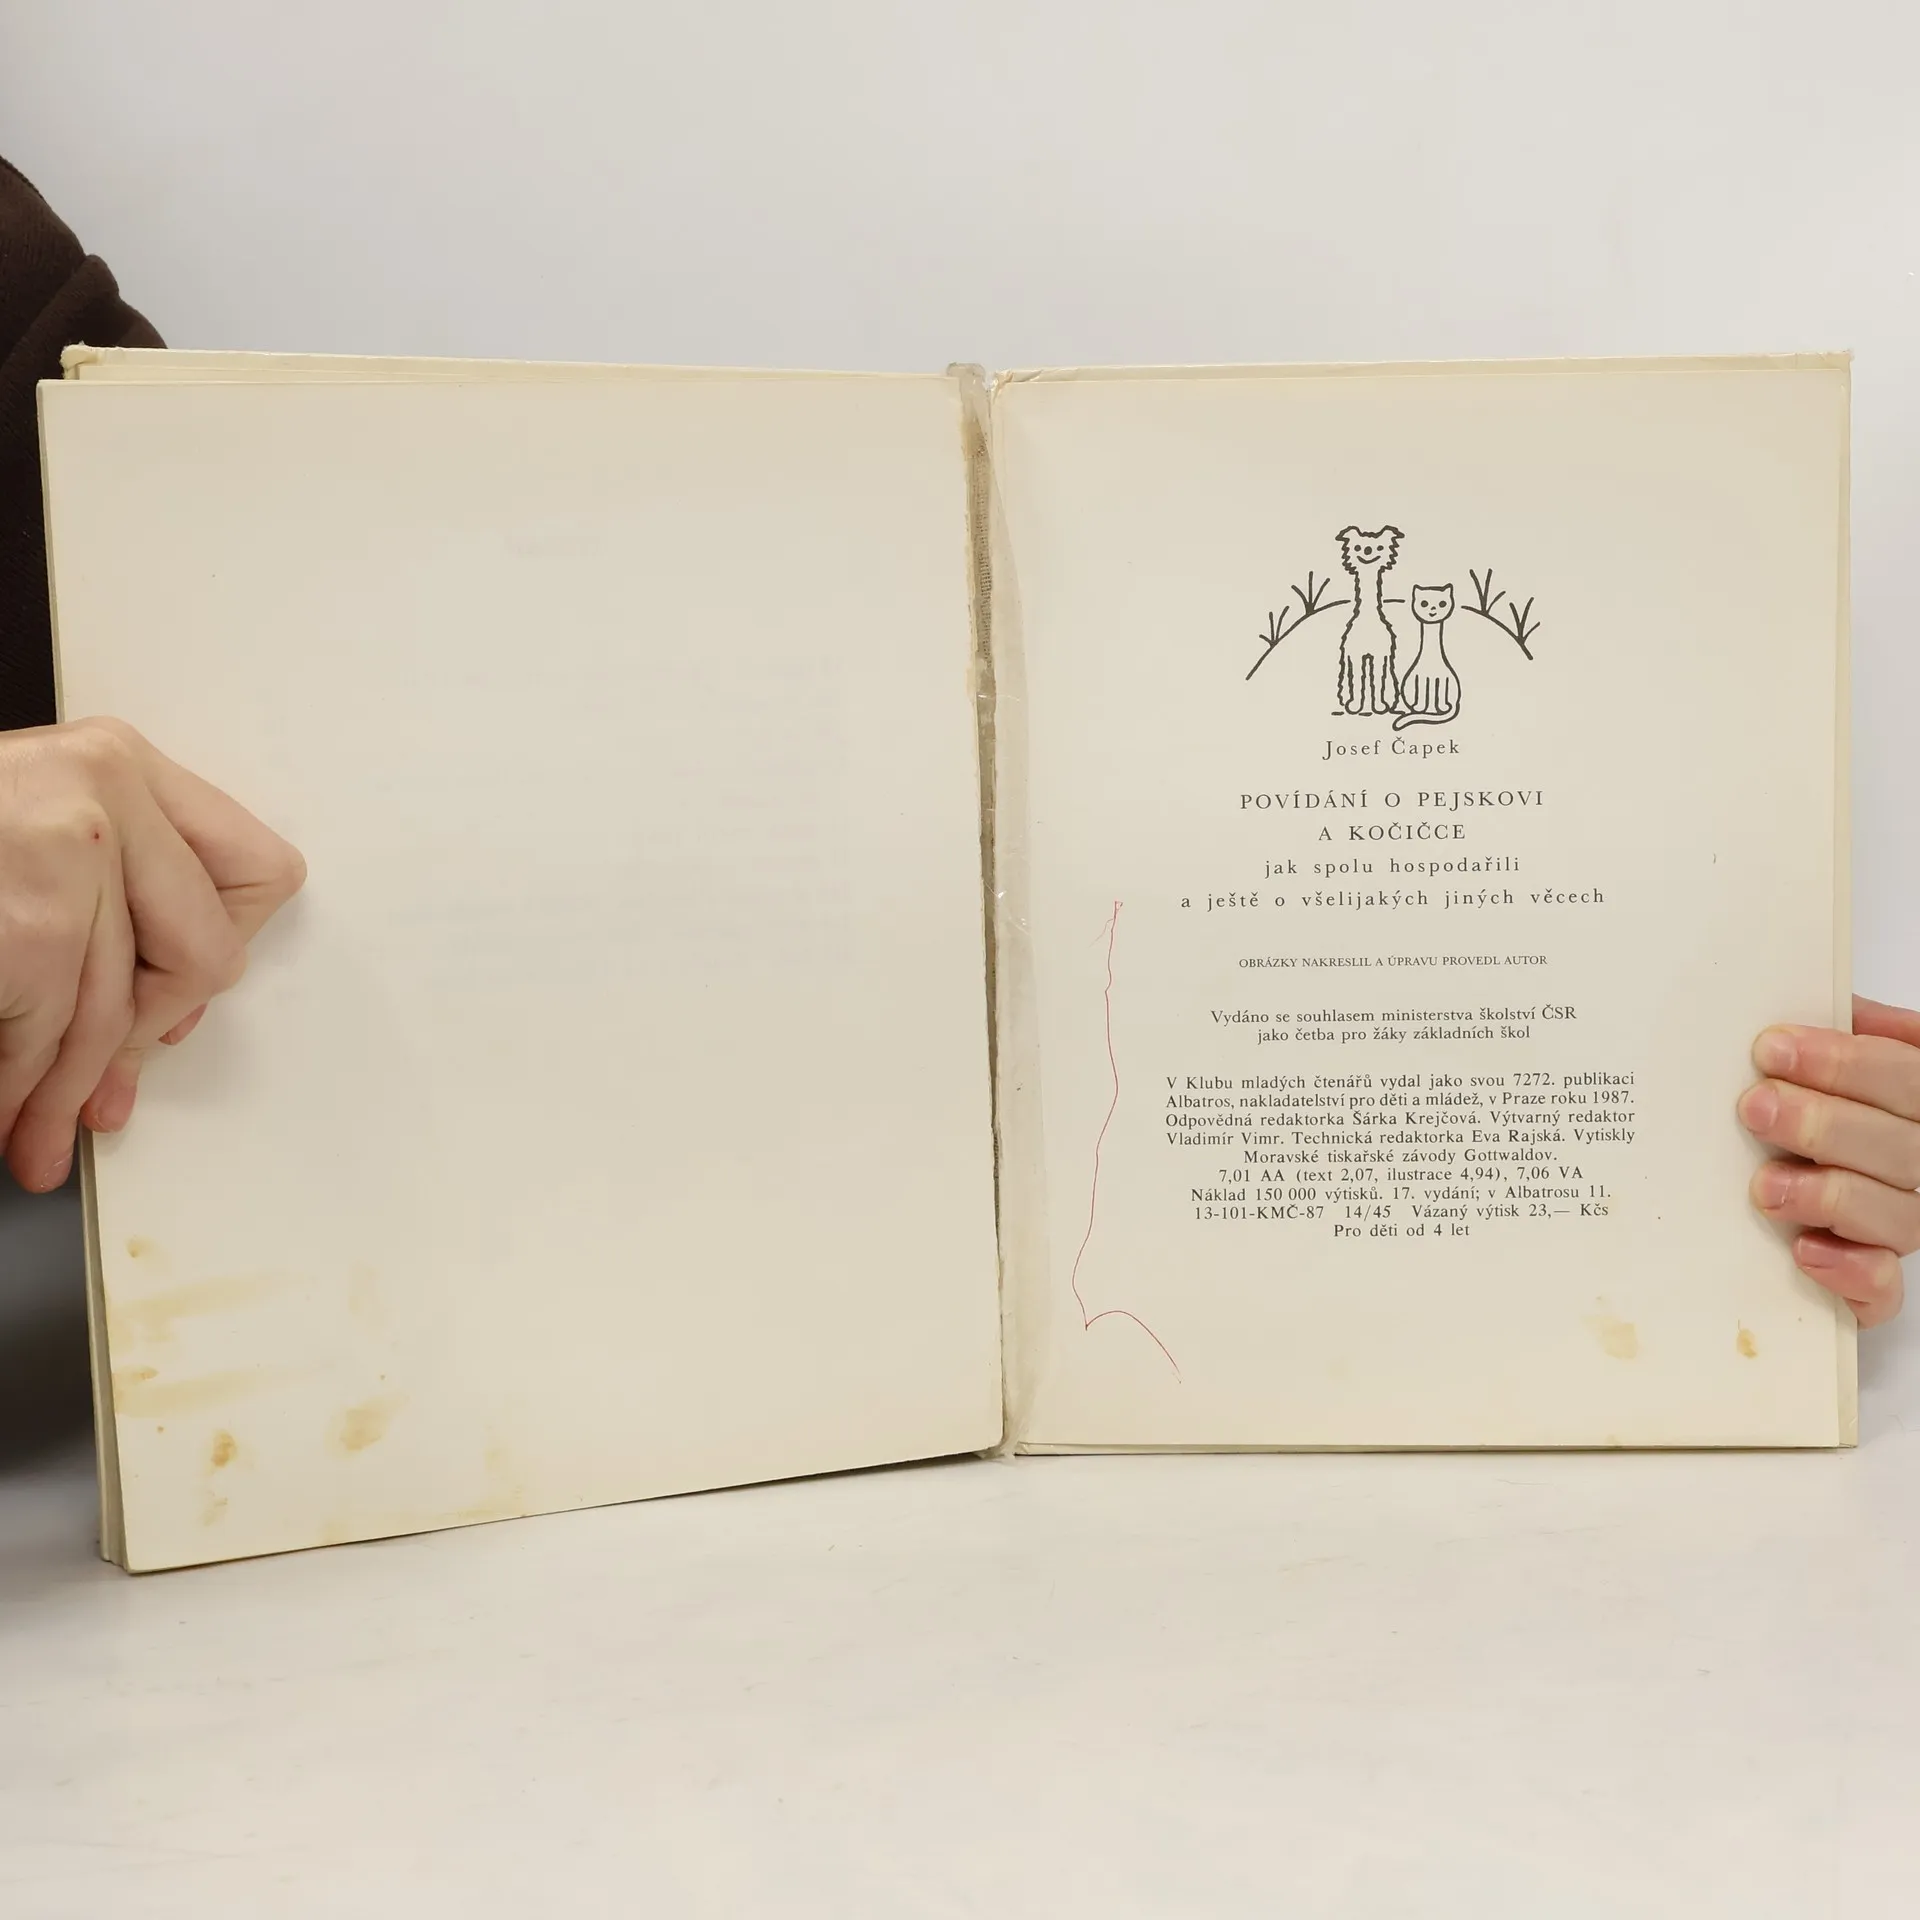 Josef Čapek
POVÍDÁNÍ O PEJSKOVI
A KOČIČCE
jak spolu hospodařili
a ještě o všelijakých jiných věcech
OBRÁZKY NAKRESLIL A ÚPRAVU PROVEDL AUTOR
Vydáno se souhlasem ministerstva školství ČSR
jako četba pro žáky základních škol
V Klubu mladých čtenářů vydal jako svou 7272. publikaci
Albatros, nakladatelství pro děti a mládež, v Praze roku 1987.
Odpovědná redaktorka Šárka Krejčová. Výtvarný redaktor
Vladimír Vimr. Technická redaktorka Eva Rajská. Vytiskly
Moravské tiskařské závody Gottwaldov.
7,01 AA (text 2,07, ilustrace 4,94), 7,06 VA
Náklad 150 000 výtisků. 17. vydání; v Albatrosu 11.
13-101-KMČ-87 14/45 Vázaný výtisk 23,— Kčs
Pro děti od 4 let